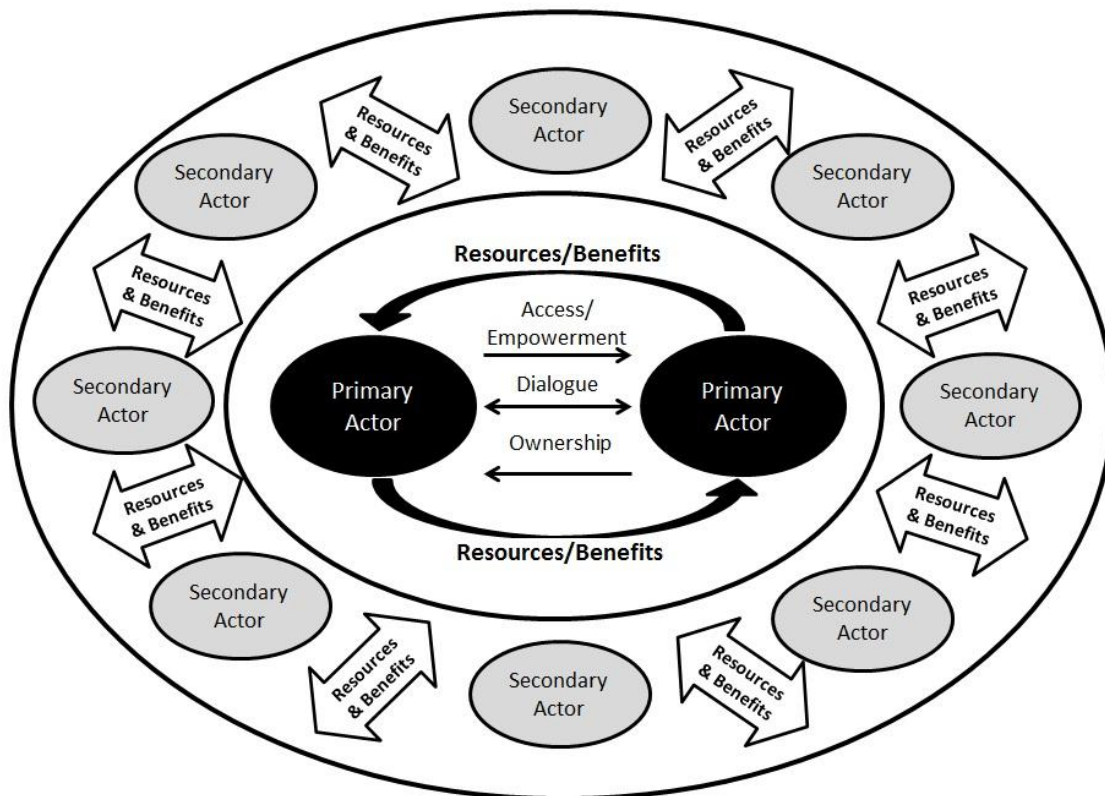 Secondary
Actor
Resources
& Benefits
Resources
& Benefits
Secondary
Actor
Secondary
Actor
Resources/Benefits
Resources
& Benefits
Resources
& Benefits
Access/
Empowerment
Secondary
Actor
Primary
Actor
Dialogue
Primary
Actor
Secondary
Actor
Ownership
Resources
& Benefits
Resources
& Benefits
Resources/Benefits
Secondary
Actor
Secondary
Actor
Resources
& Benefits
Resources
& Benefits
Secondary
Actor